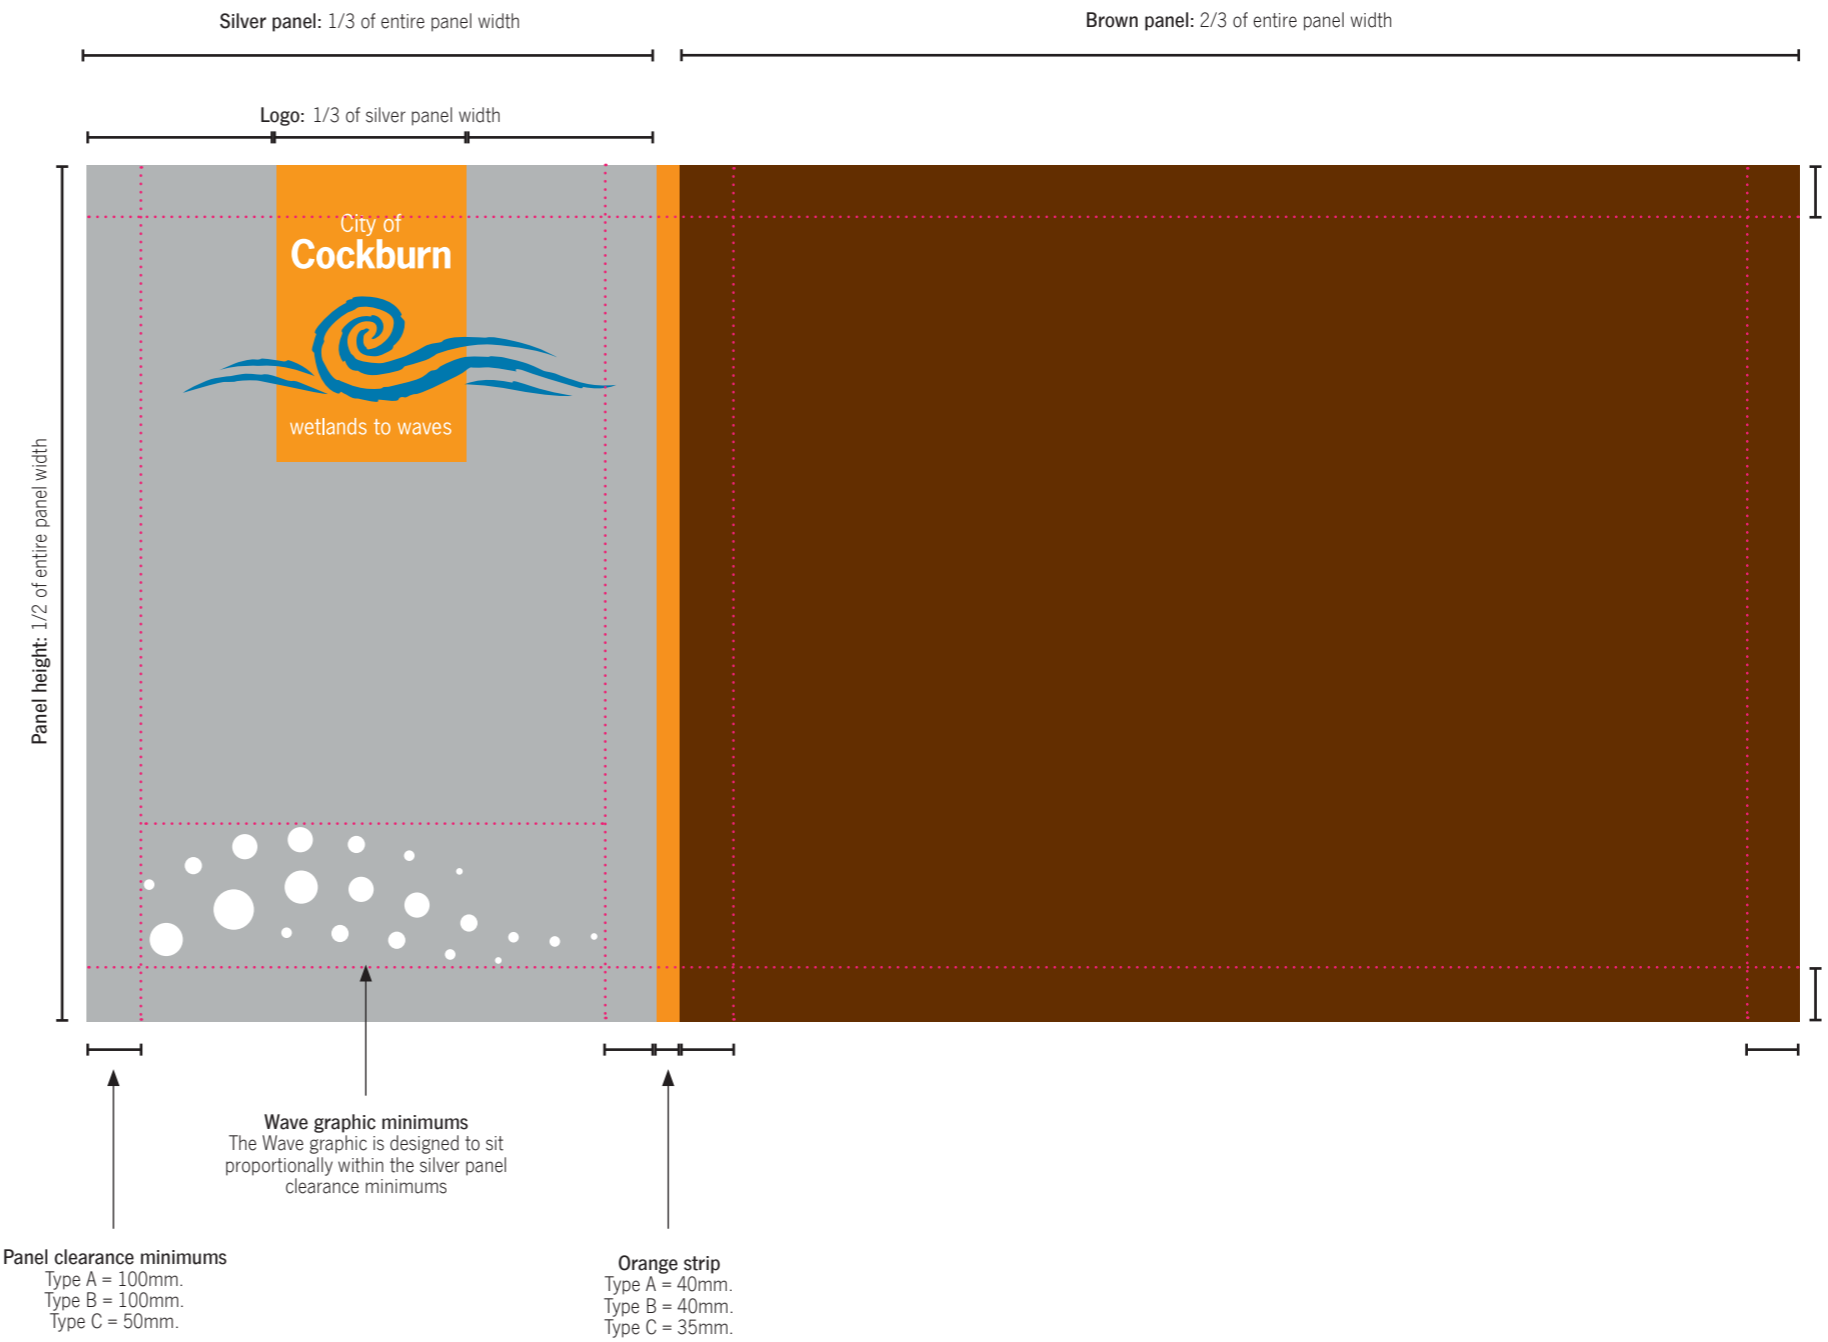 Silver panel: 1/3 of entire panel width
Brown panel: 2/3 of entire panel width
Logo: 1/3 of silver panel width
City of
Cockburn
wetlands to waves
Panel height: 1/2 of entire panel width
Wave graphic minimums
The Wave graphic is designed to sit
proportionally within the silver panel
clearance minimums
Panel clearance minimums
Type A = 100mm.
Type B = 100mm.
Type C = 50mm.
Orange strip
Type A = 40mm.
Type B = 40mm.
Type C = 35mm.